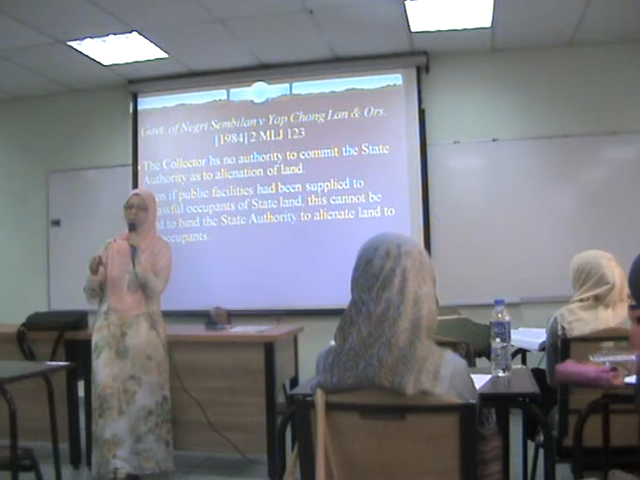 Govt. of Negri Sembilan v Yap Chong Lan & Ors.
[1984] 2 MLJ 123
The Collector hs no authority to commit the State
Authority as to alienation of land.
if public facilities had been supplied to
occupants of State land, this cannot be
to bind the State Authority to alienate land to